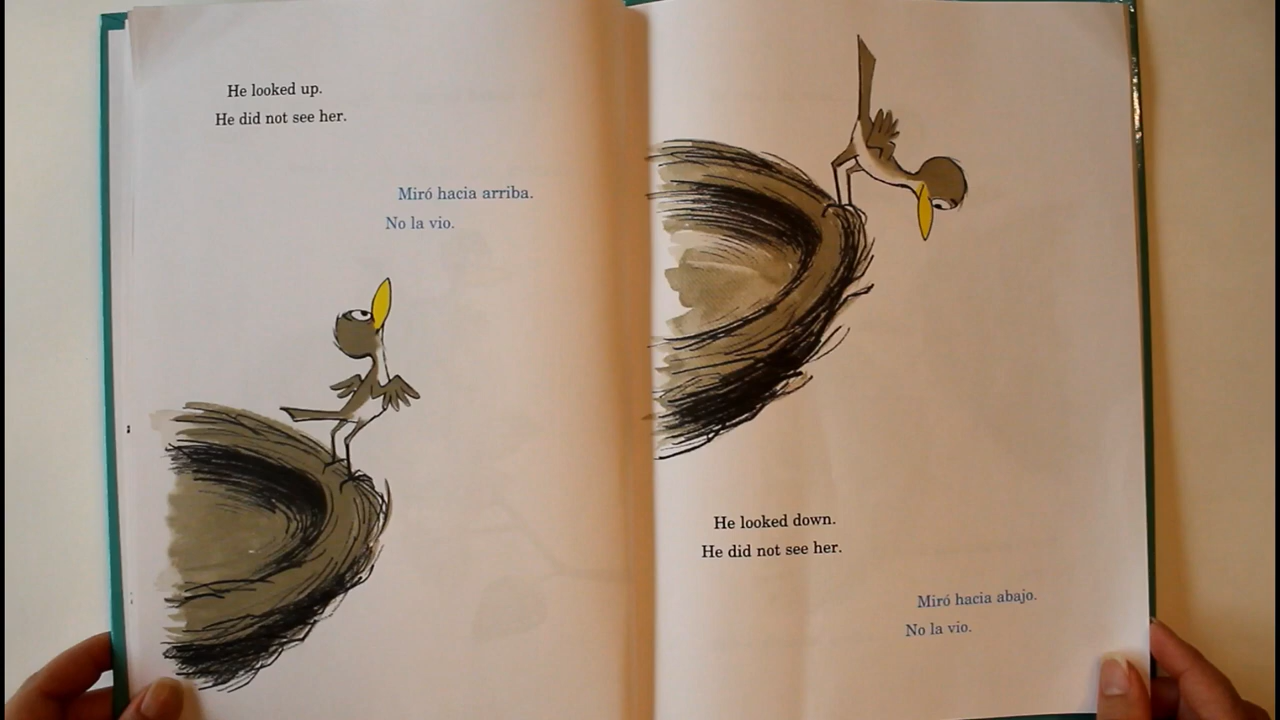 He looked up.
He did not see her.
Miró hacia arriba.
No la vio.
He looked down.
He did not see her.
Miró hacia abajo.
No la vio.